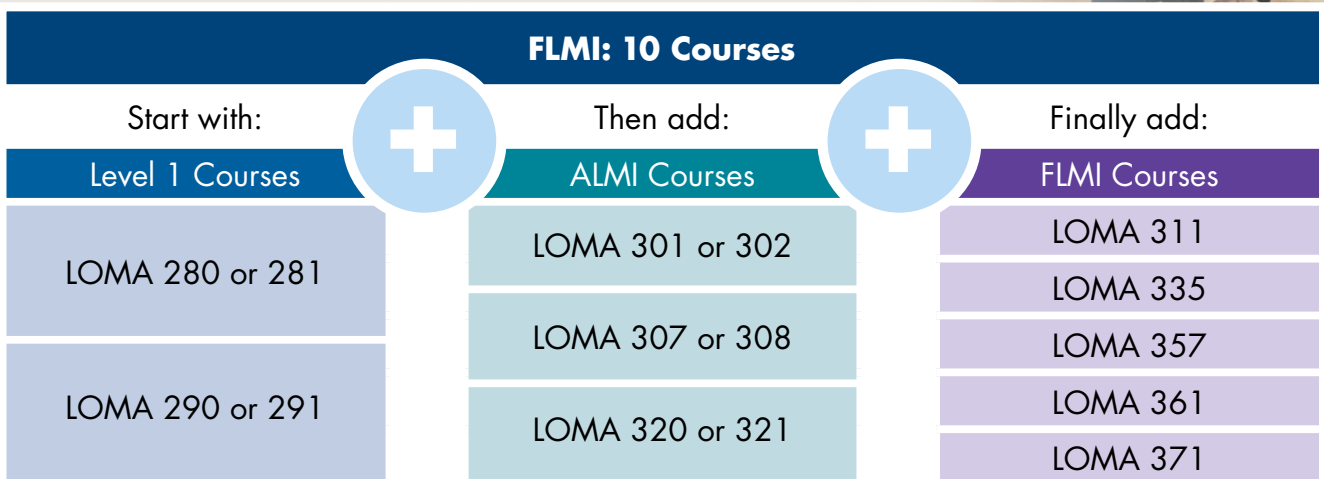 FLMI: 10 Courses
Start with:
Level 1 Courses
LOMA 280 or 281
LOMA 290 or 291
Then add:
ALMI Courses
LOMA 301 or 302
LOMA 307 or 308
LOMA 320 or 321
Finally add:
FLMI Courses
LOMA 311
LOMA 335
LOMA 357
LOMA 361
LOMA 371